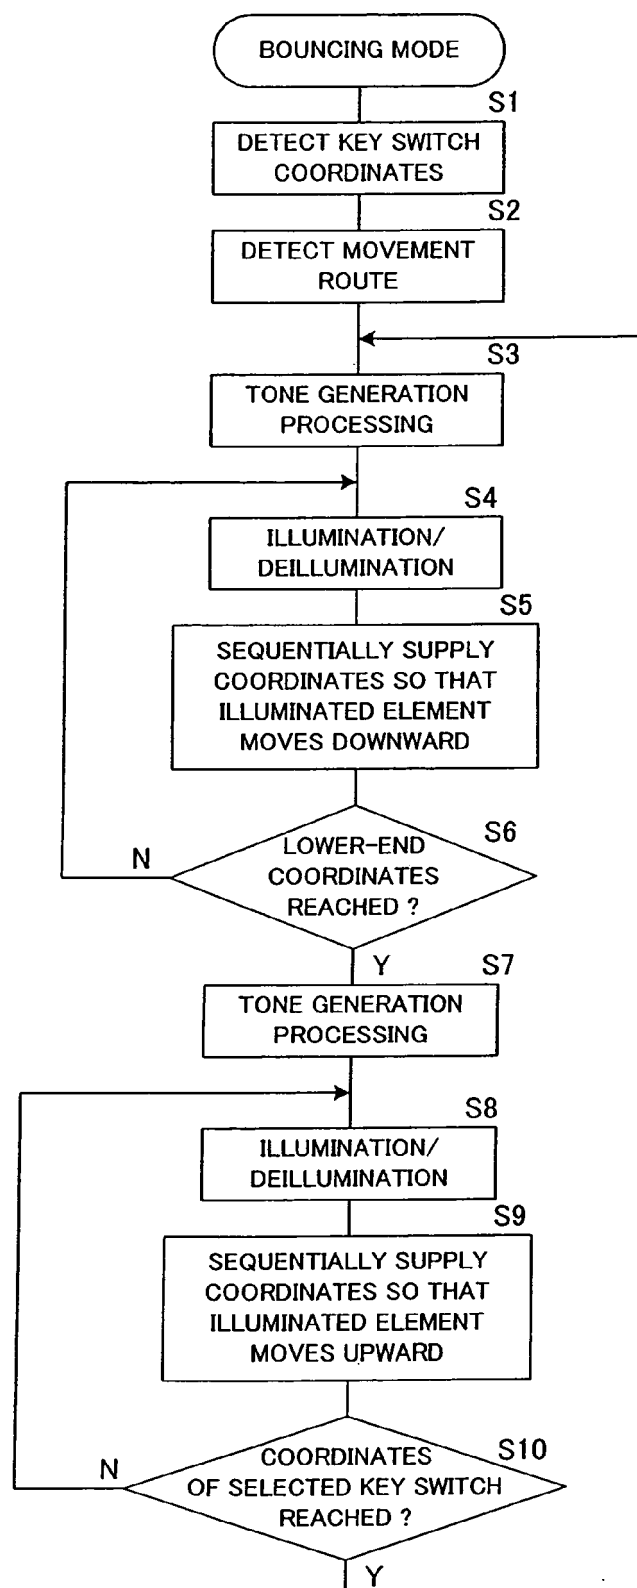 BOUNCING MODE
S1
DETECT KEY SWITCH
COORDINATES
S2
DETECT MOVEMENT
ROUTE
S3
TONE GENERATION
PROCESSING
S4
ILLUMINATION/
DEILLUMINATION
S5
SEQUENTIALLY SUPPLY
COORDINATES SO THAT
ILLUMINATED ELEMENT
MOVES DOWNWARD
S6
LOWER-END
COORDINATES
REACHED ?
N
Y
S7
TONE GENERATION
PROCESSING
S8
ILLUMINATION/
DEILLUMINATION
S9
SEQUENTIALLY SUPPLY
COORDINATES SO THAT
ILLUMINATED ELEMENT
MOVES UPWARD
S10
COORDINATES
OF SELECTED KEY SWITCH
REACHED ?
N
Y